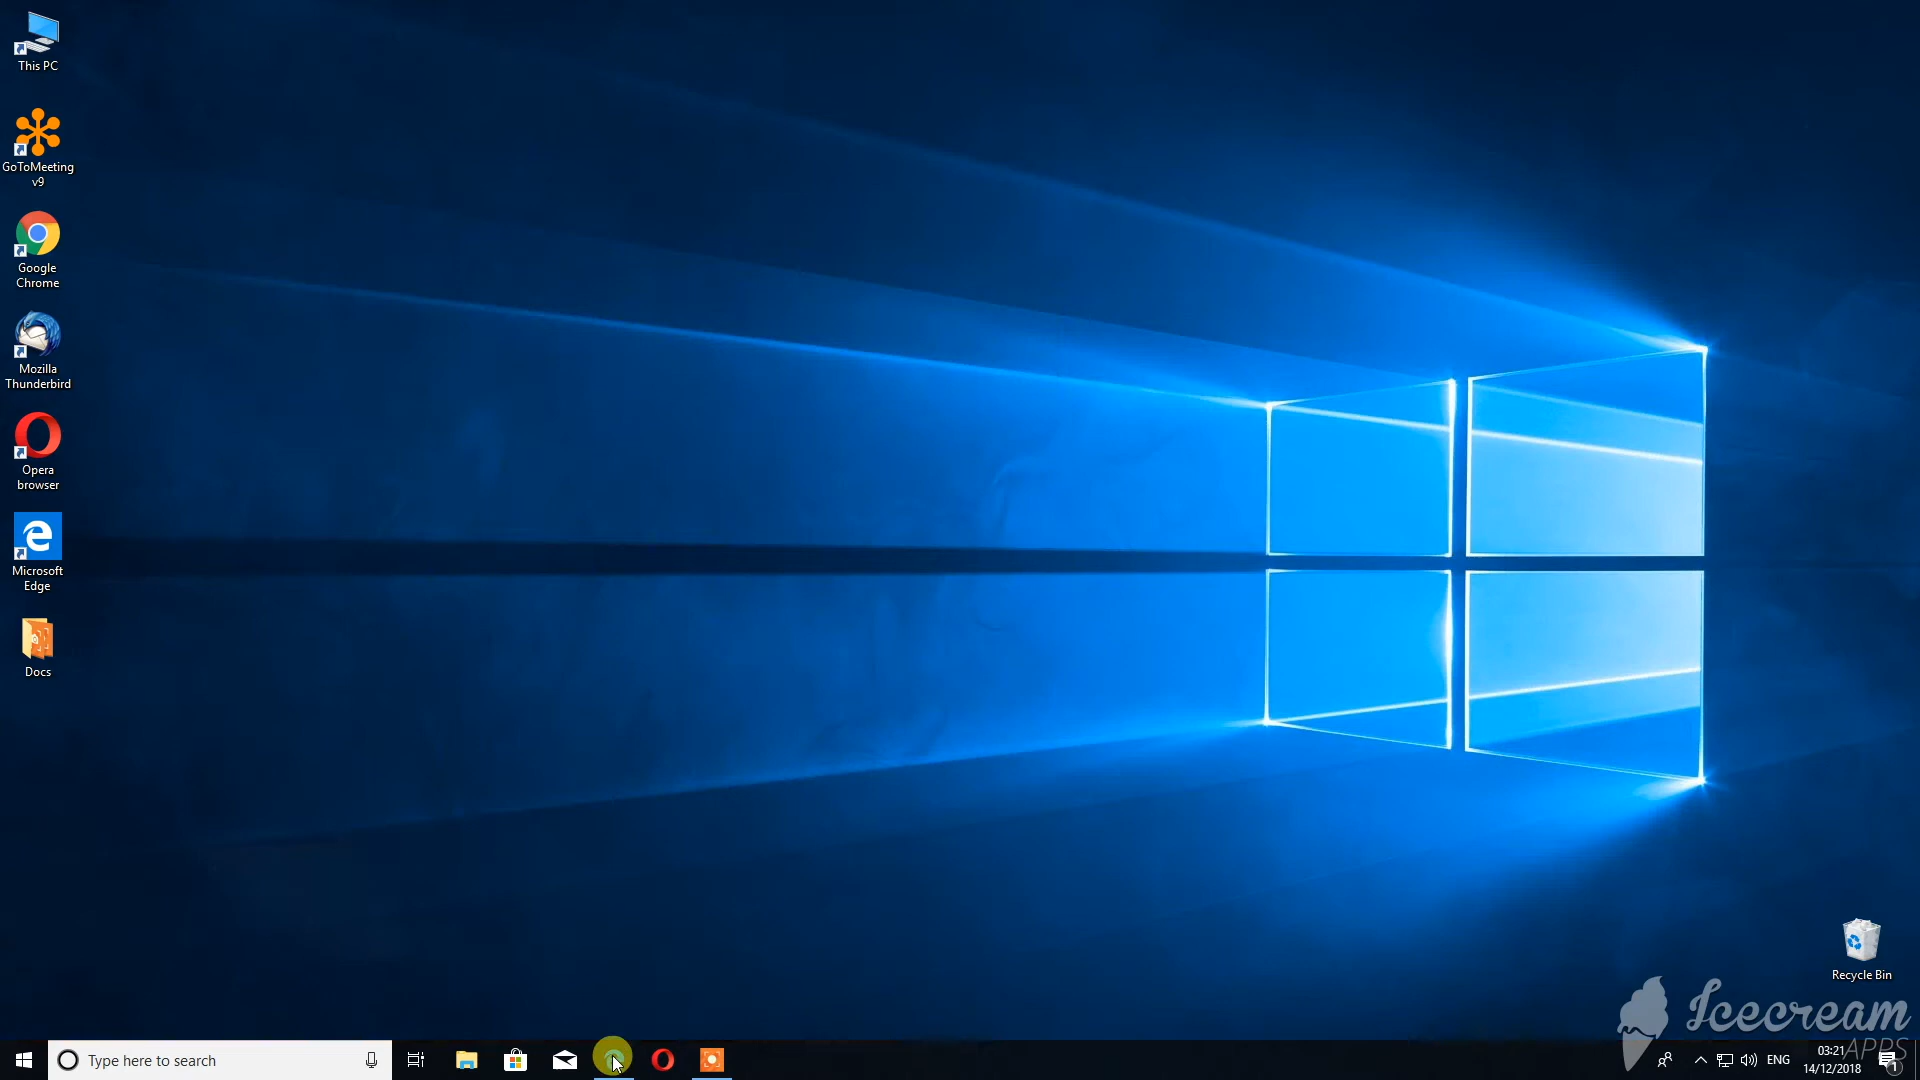 This PC
GoToMeeting
v9
Google
Chrome
Mozilla
Thunderbird
Opera
browser
Microsoft
Edge
Docs
Recycle Bin
Icecream
APPS
Type here to search
ENG
03:21
14/12/2018
1